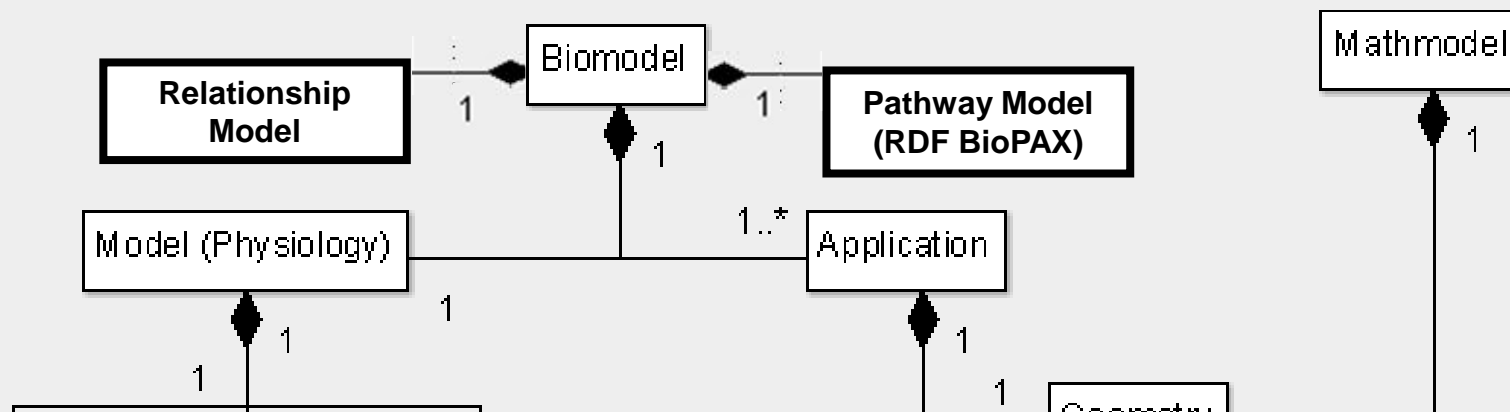 Biomodel
Mathmodel
Relationship
Model
1
1
Pathway Model
(RDF BioPAX)
1
1
1..*
Model (Physiology)
Application
1
1
1
1
1
Geometry